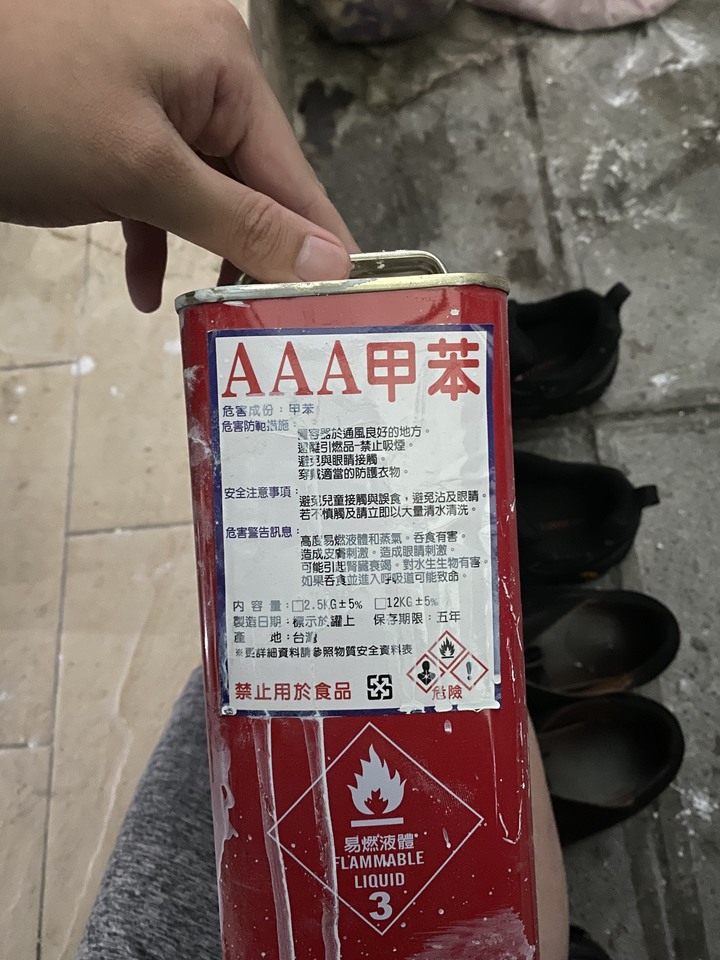 AAA甲苯
危害成份：甲苯
危害防範措施：
置容器於通風良好的地方。
遠離引燃品-禁止吸煙。
避免與眼睛接觸。
穿戴適當的防護衣物。
安全注意事項：
避免兒童接觸與誤食，避免沾及眼睛。
若不慎觸及請立即以大量清水清洗。
危害警告訊息：
高度易燃液體和蒸氣。吞食有害。
造成皮膚刺激。造成眼睛刺激。
可能引起腎臟衰竭。對水生生物有害。
如果吞食並進入呼吸道可能致命。
內容量：□2.5KG±5% □12KG±5%
製造日期：標示於罐上 保存期限：五年
產地：台灣
※更詳細資料請參照物質安全資料表
禁止用於食品
危險
易燃液體
FLAMMABLE
LIQUID
3